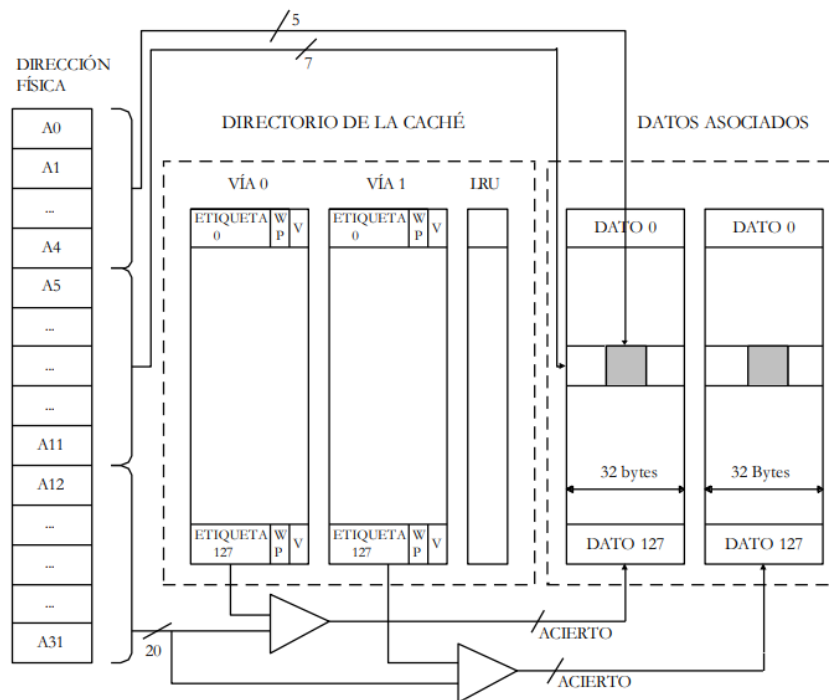 5
7
DIRECCIÓN
FÍSICA
DIRECTORIO DE LA CACHÉ
DATOS ASOCIADOS
A0
A1
...
A4
A5
...
...
...
A11
A12
...
...
...
A31
VÍA 0
VÍA 1
LRU
ETIQUETA
0
W
P
V
ETIQUETA
0
W
P
V
DATO 0
DATO 0
32 bytes
32 Bytes
ETIQUETA
127
W
P
V
ETIQUETA
127
W
P
V
DATO 127
DATO 127
20
ACIERTO
ACIERTO